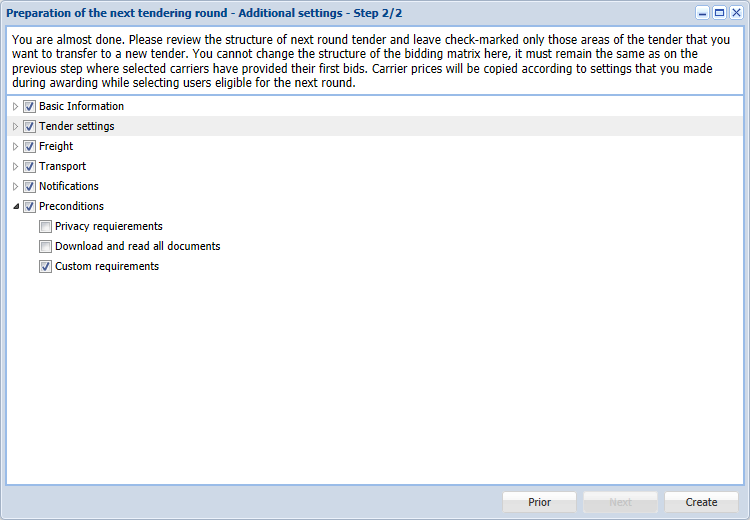 Preparation of the next tendering round - Additional settings - Step 2/2
You are almost done. Please review the structure of next round tender and leave check-marked only those areas of the tender that you
want to transfer to a new tender. You cannot change the structure of the bidding matrix here, it must remain the same as on the
previous step where selected carriers have provided their first bids. Carrier prices will be copied according to settings that you made
during awarding while selecting users eligible for the next round.
Basic Information
Tender settings
Freight
Transport
Notifications
Preconditions
Privacy requierements
Download and read all documents
Custom requirements
Prior Next Create